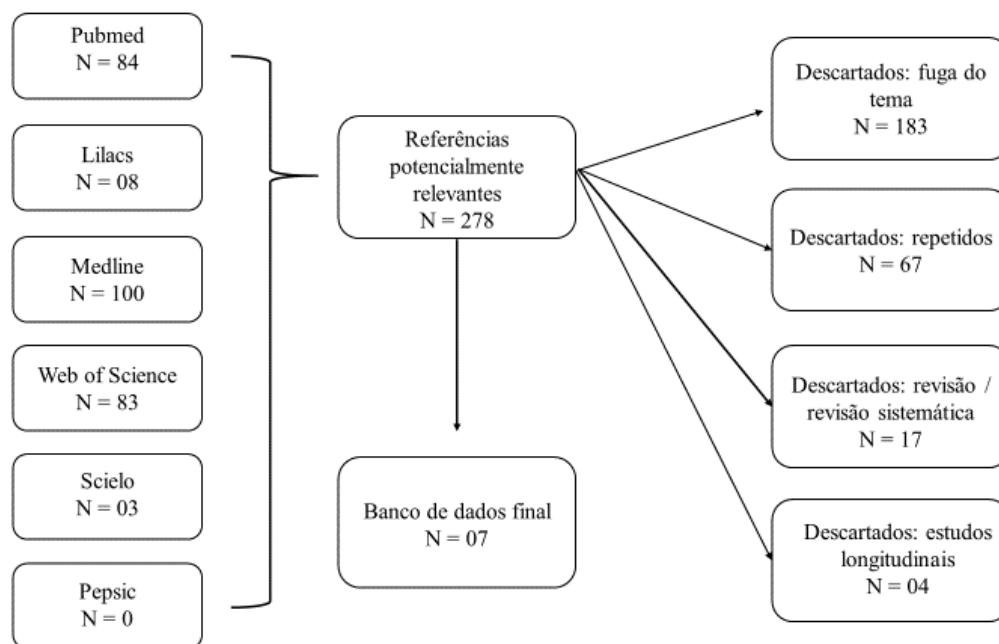 Pubmed
N = 84
Lilacs
N = 08
Medline
N = 100
Web of Science
N = 83
Scielo
N = 03
Pepsic
N = 0
Referências
potencialmente
relevantes
N = 278
Banco de dados final
N = 07
Descartados: fuga do
tema
N = 183
Descartados: repetidos
N = 67
Descartados: revisão /
revisão sistemática
N = 17
Descartados: estudos
longitudinais
N = 04